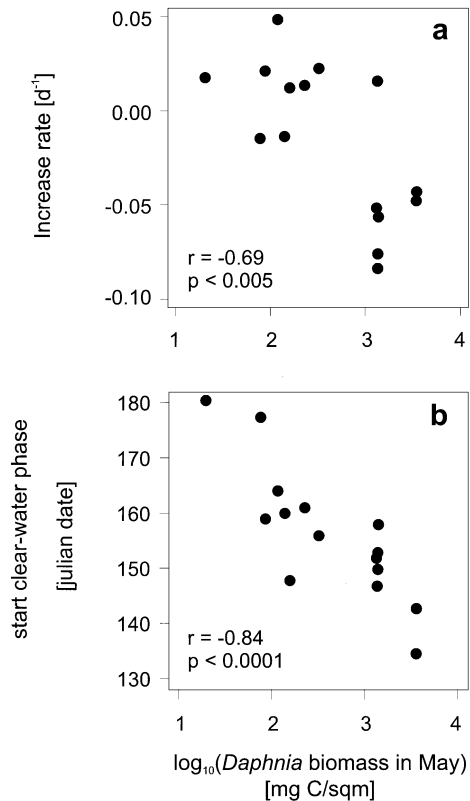 a
0.05
0.00
-0.05
-0.10
Increase rate [d⁻¹]
r = -0.69
p < 0.005
1 2 3 4
b
180
170
160
150
140
130
start clear-water phase
[julian date]
r = -0.84
p < 0.0001
1 2 3 4
log₁₀(Daphnia biomass in May)
[mg C/sqm]